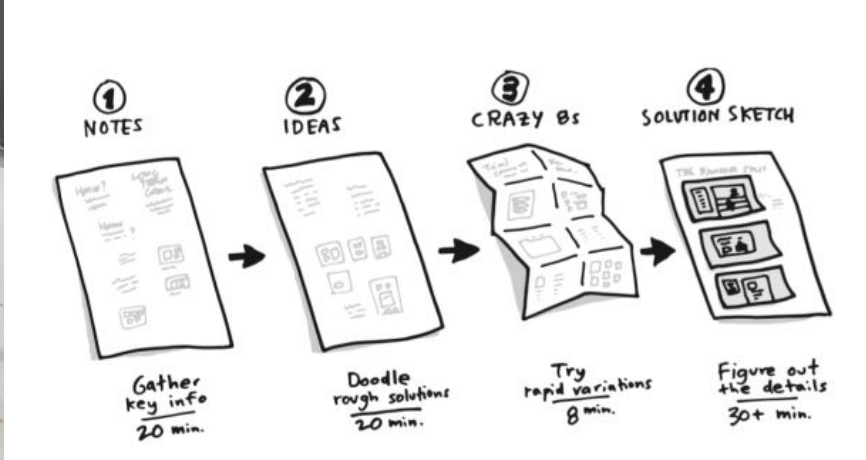 1
NOTES
2
IDEAS
3
CRAZY 8s
4
SOLUTION SKETCH
Gather
key info
20 min.
Doodle
rough solutions
20 min.
Try
rapid variations
8 min.
Figure out
the details
30+ min.